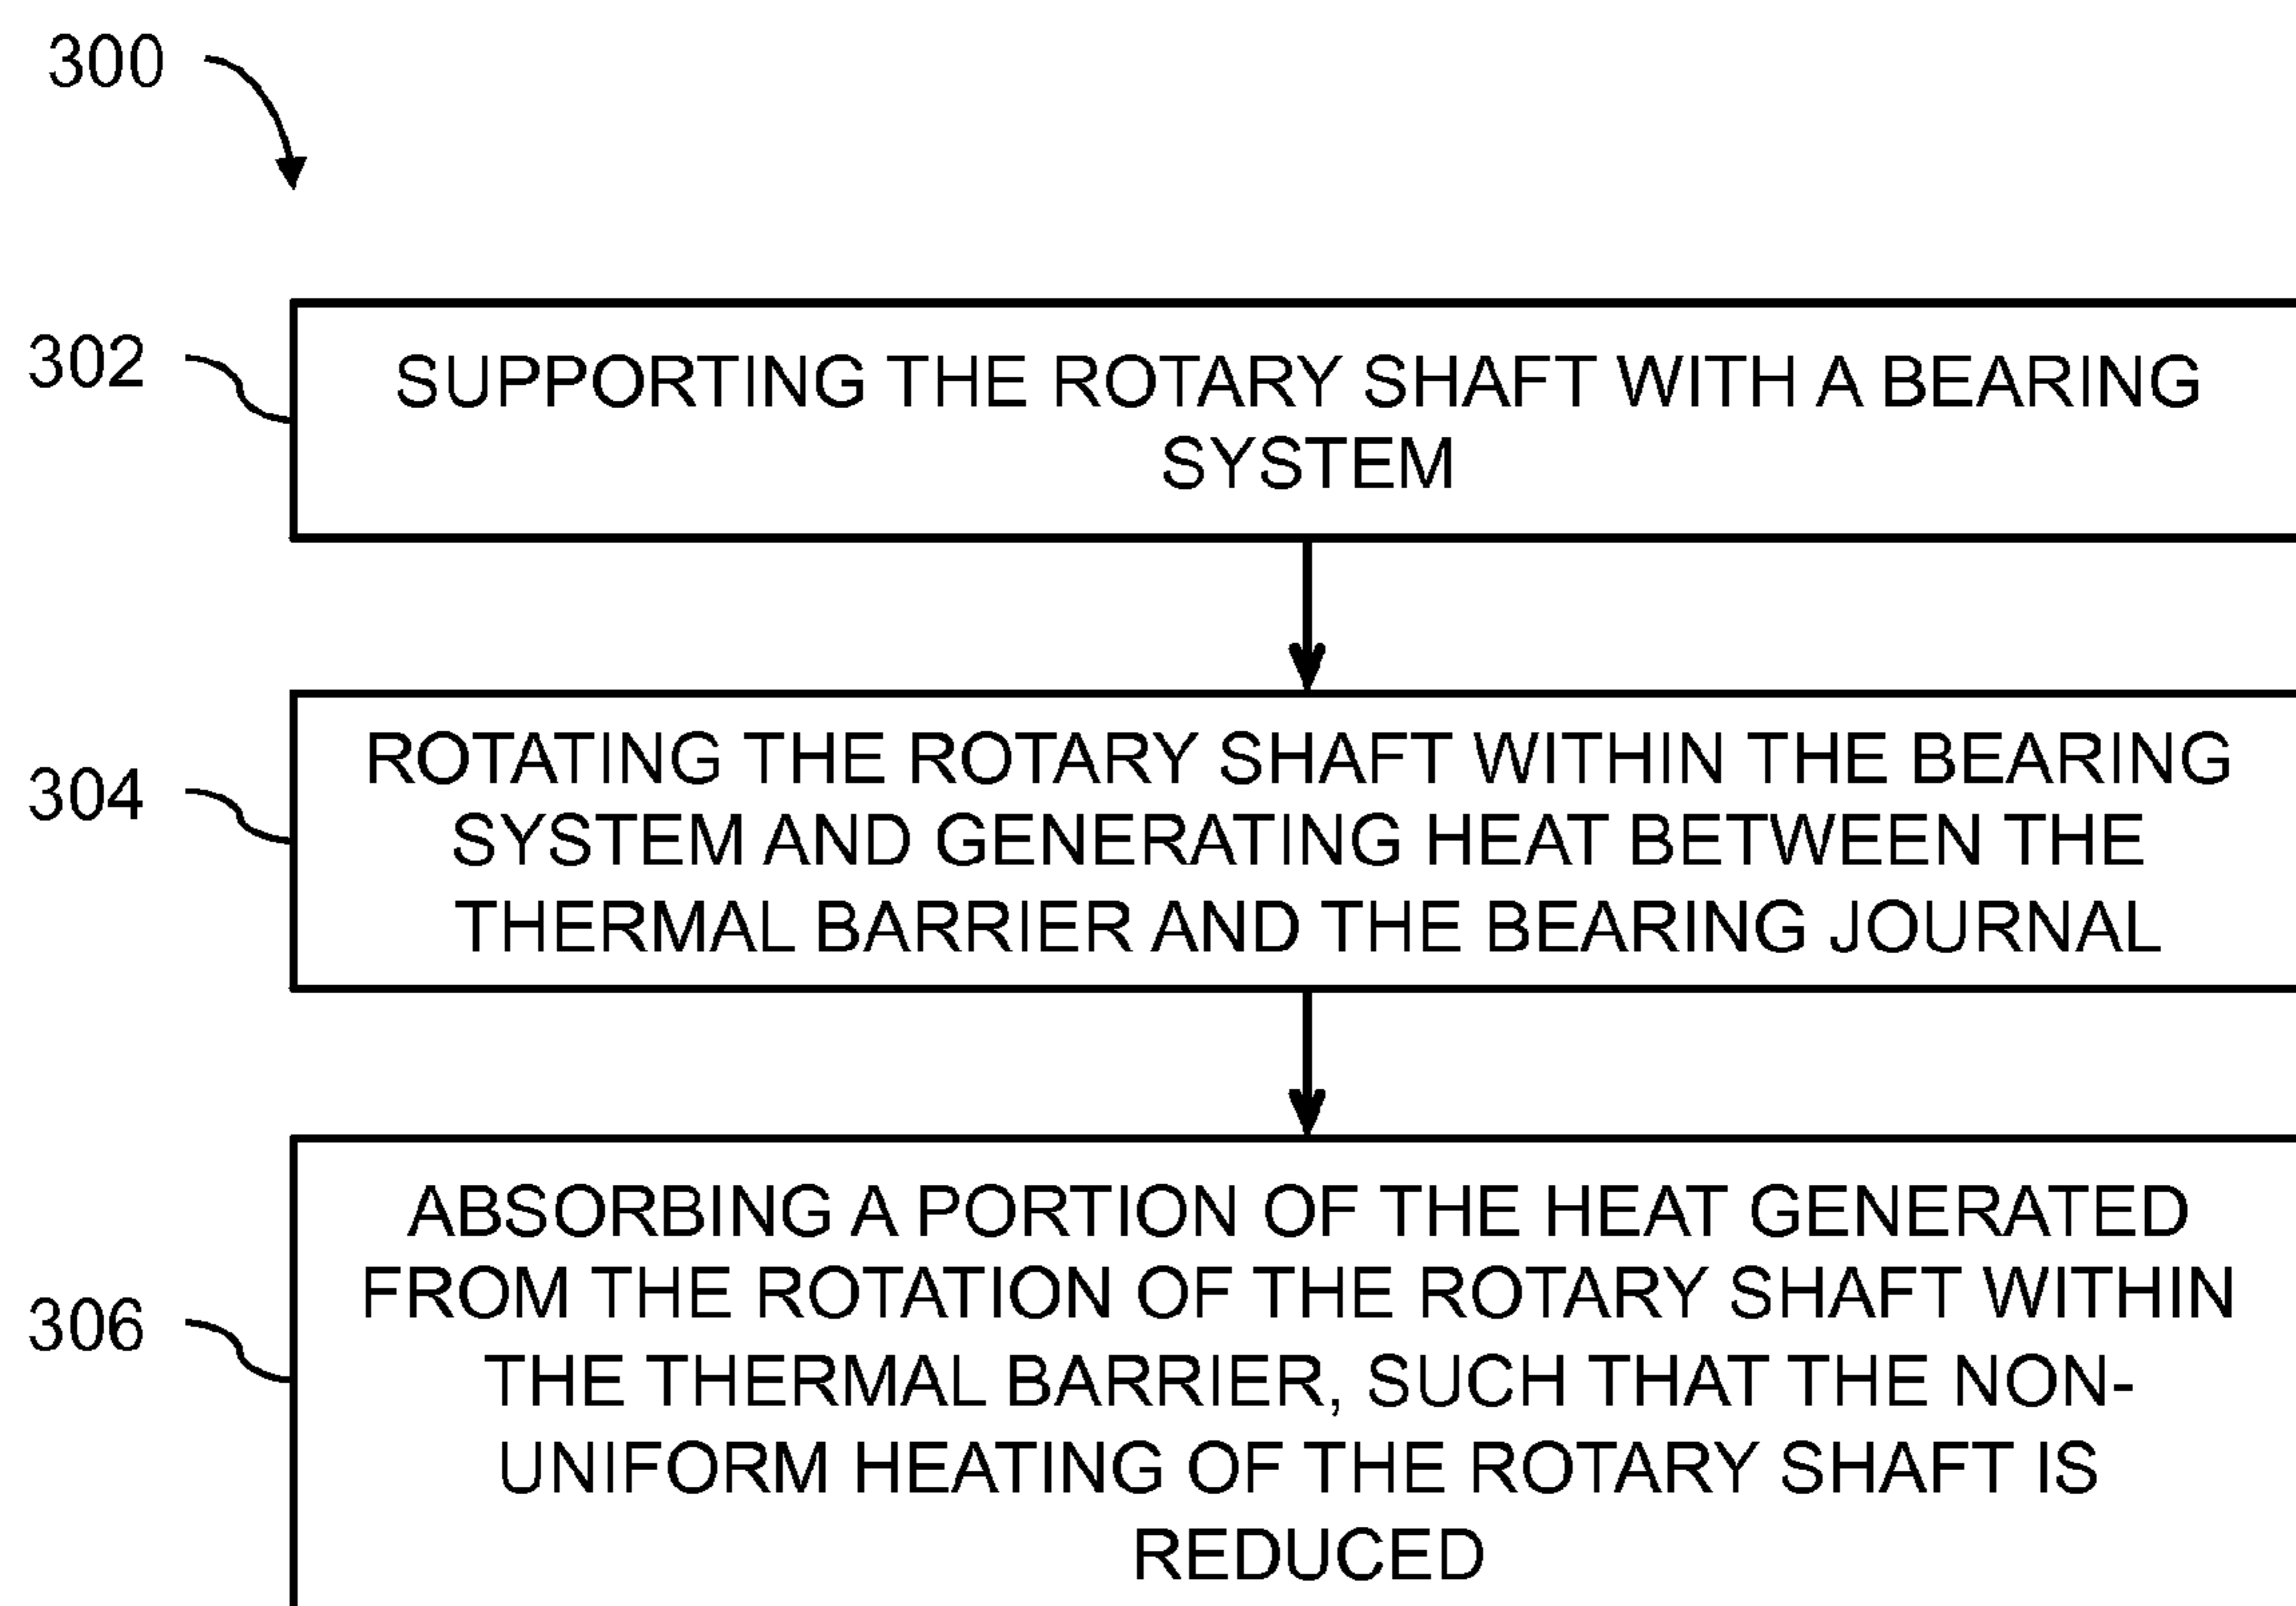 300
302
SUPPORTING THE ROTARY SHAFT WITH A BEARING
SYSTEM
304
ROTATING THE ROTARY SHAFT WITHIN THE BEARING
SYSTEM AND GENERATING HEAT BETWEEN THE
THERMAL BARRIER AND THE BEARING JOURNAL
306
ABSORBING A PORTION OF THE HEAT GENERATED
FROM THE ROTATION OF THE ROTARY SHAFT WITHIN
THE THERMAL BARRIER, SUCH THAT THE NON-
UNIFORM HEATING OF THE ROTARY SHAFT IS
REDUCED